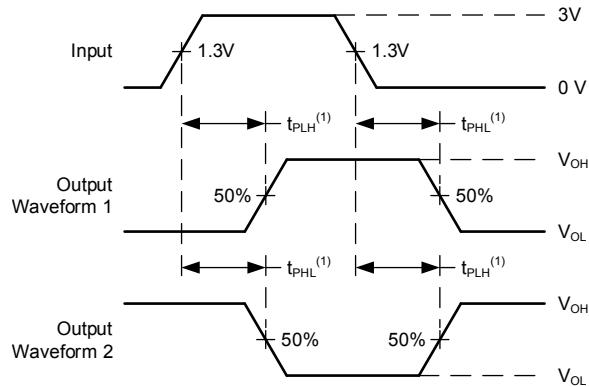 3V
Input
1.3V
1.3V
0 V
tPLH(1)
tPHL(1)
VOH
Output
Waveform 1
50%
50%
VOL
tPHL(1)
tPLH(1)
VOH
Output
Waveform 2
50%
50%
VOL